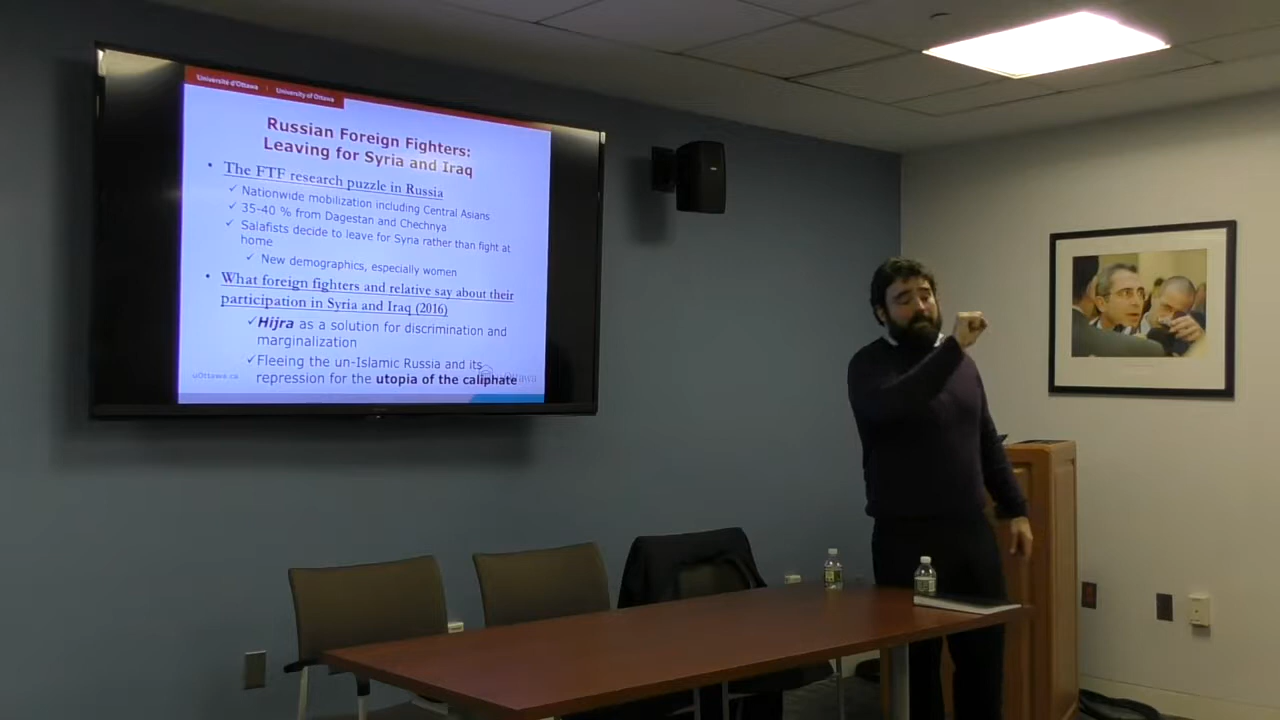 Université d'Ottawa | University of Ottawa
Russian Foreign Fighters:
Leaving for Syria and Iraq
• The FTF research puzzle in Russia
✓ Nationwide mobilization including Central Asians
✓ 35-40 % from Dagestan and Chechnya
✓ Salafists decide to leave for Syria rather than fight at
home
✓ New demographics, especially women
• What foreign fighters and relative say about their
participation in Syria and Iraq (2016)
✓Hijra as a solution for discrimination and
marginalization
✓Fleeing the un-Islamic Russia and its
repression for the utopia of the caliphate
uOttawa.ca